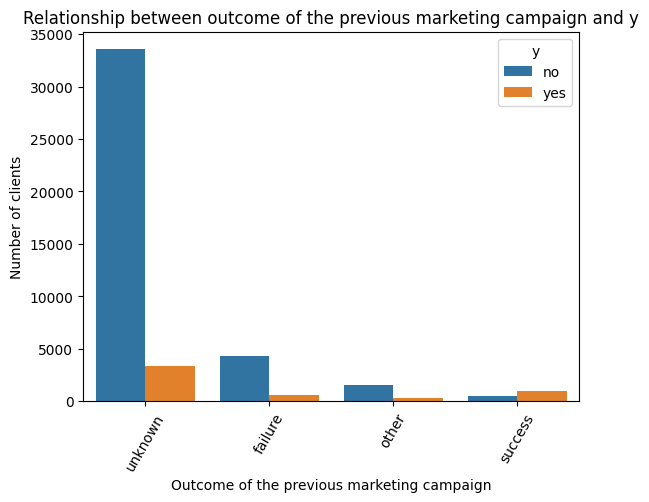 Relationship between outcome of the previous marketing campaign and y
35000
30000
25000
20000
15000
10000
5000
0
Number of clients
y
no
yes
unknown
failure
other
success
Outcome of the previous marketing campaign